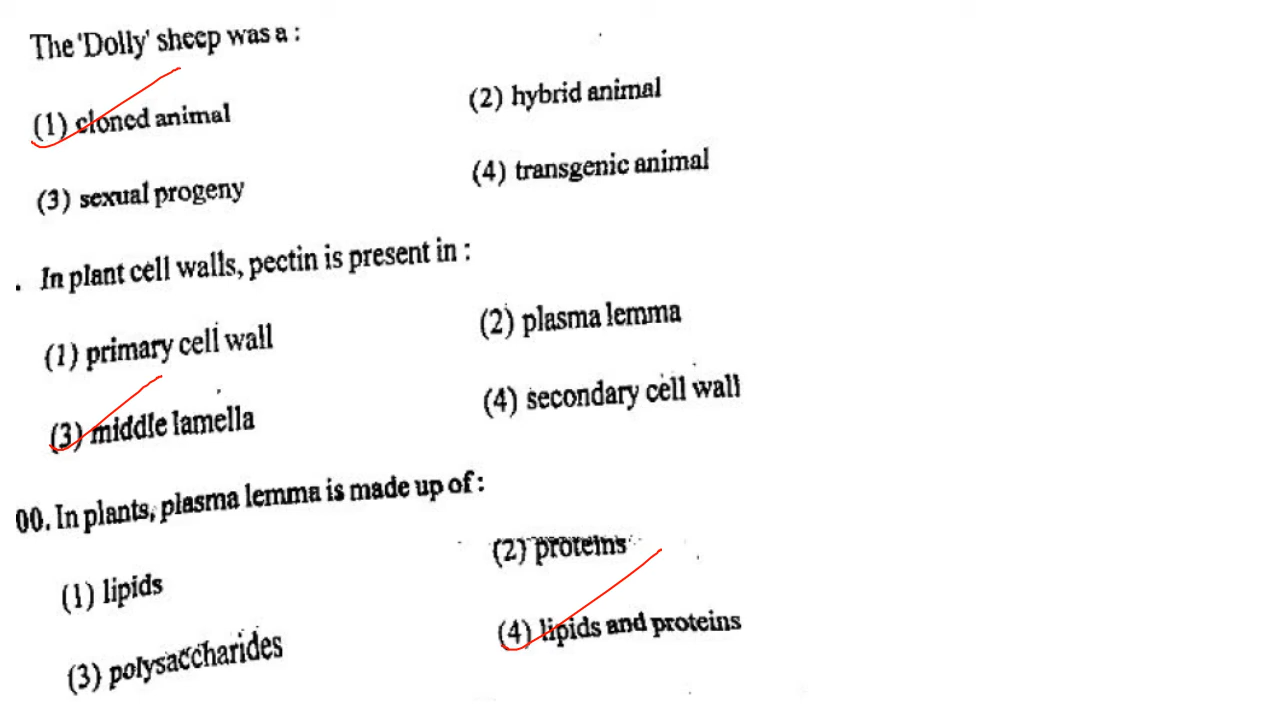 The 'Dolly' sheep was a :
(1) cloned animal (2) hybrid animal
(3) sexual progeny (4) transgenic animal
. In plant cell walls, pectin is present in :
(1) primary cell wall (2) plasma lemma
(3) middle lamella (4) secondary cell wall
00. In plants, plasma lemma is made up of :
(1) lipids (2) proteins
(3) polysaccharides (4) lipids and proteins